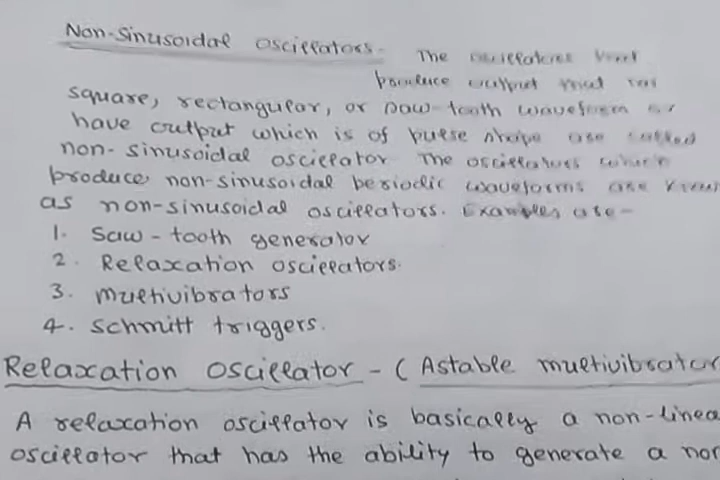 Non-Sinusoidal oscillators- The oscillators that
produce output that
square, rectangular, or saw-tooth waveform or
have output which is of pulse shape are called
non-sinusoidal oscillator The oscillators which
produce non-sinusoidal periodic waveforms are known
as non-sinusoidal oscillators. Examples are-
1. Saw-tooth generator
2. Relaxation oscillators.
3. multivibrators
4. Schmitt triggers.
Relaxation oscillator - (Astable multivibrator
A relaxation oscillator is basically a non-linea
oscillator that has the ability to generate a non